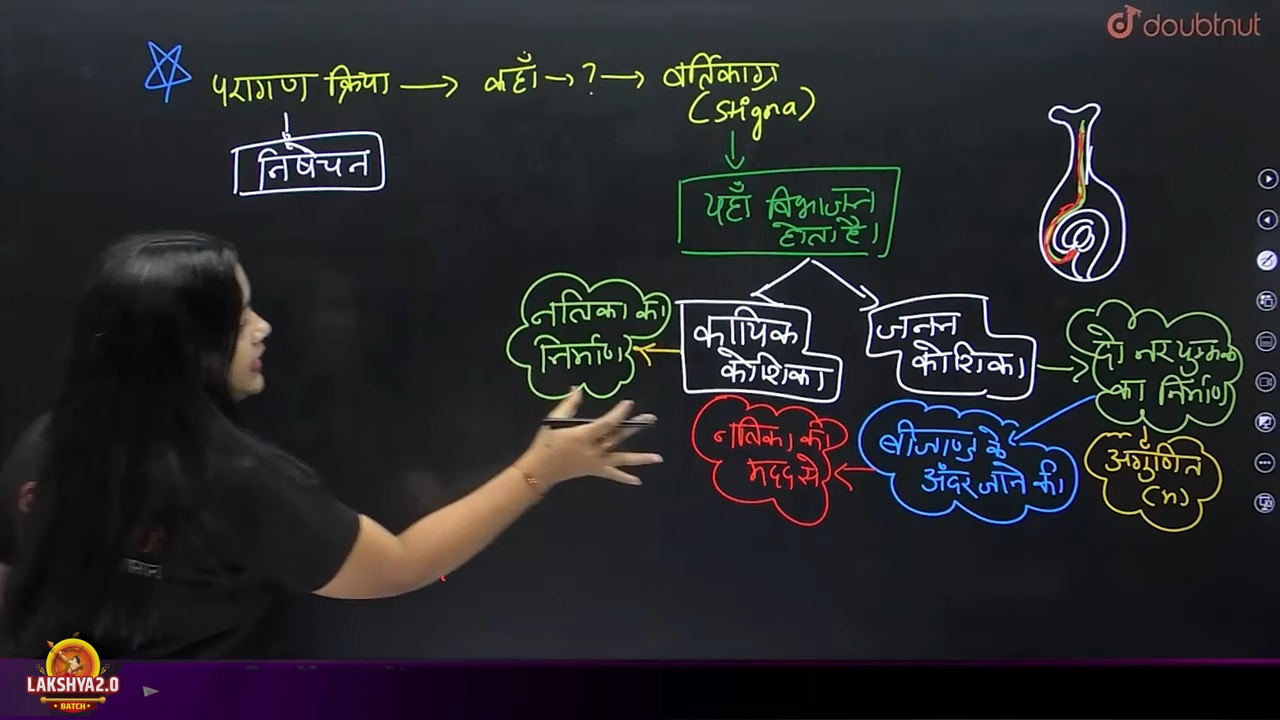 doubtnut
परागण क्रिया → कहाँ → ? → वर्तिकाग्र
(Stigma)
निषेचन
यहाँ विभाजन
होता है।
नलिका का
निर्माण
कायिक
कोशिका
जनन
कोशिका
दो नर युग्मक
का निर्माण
नलिका की
मदद से
बीजाण्ड के
अंदर जाने की
अगुणित
(n)
LAKSHYA2.0
BATCH